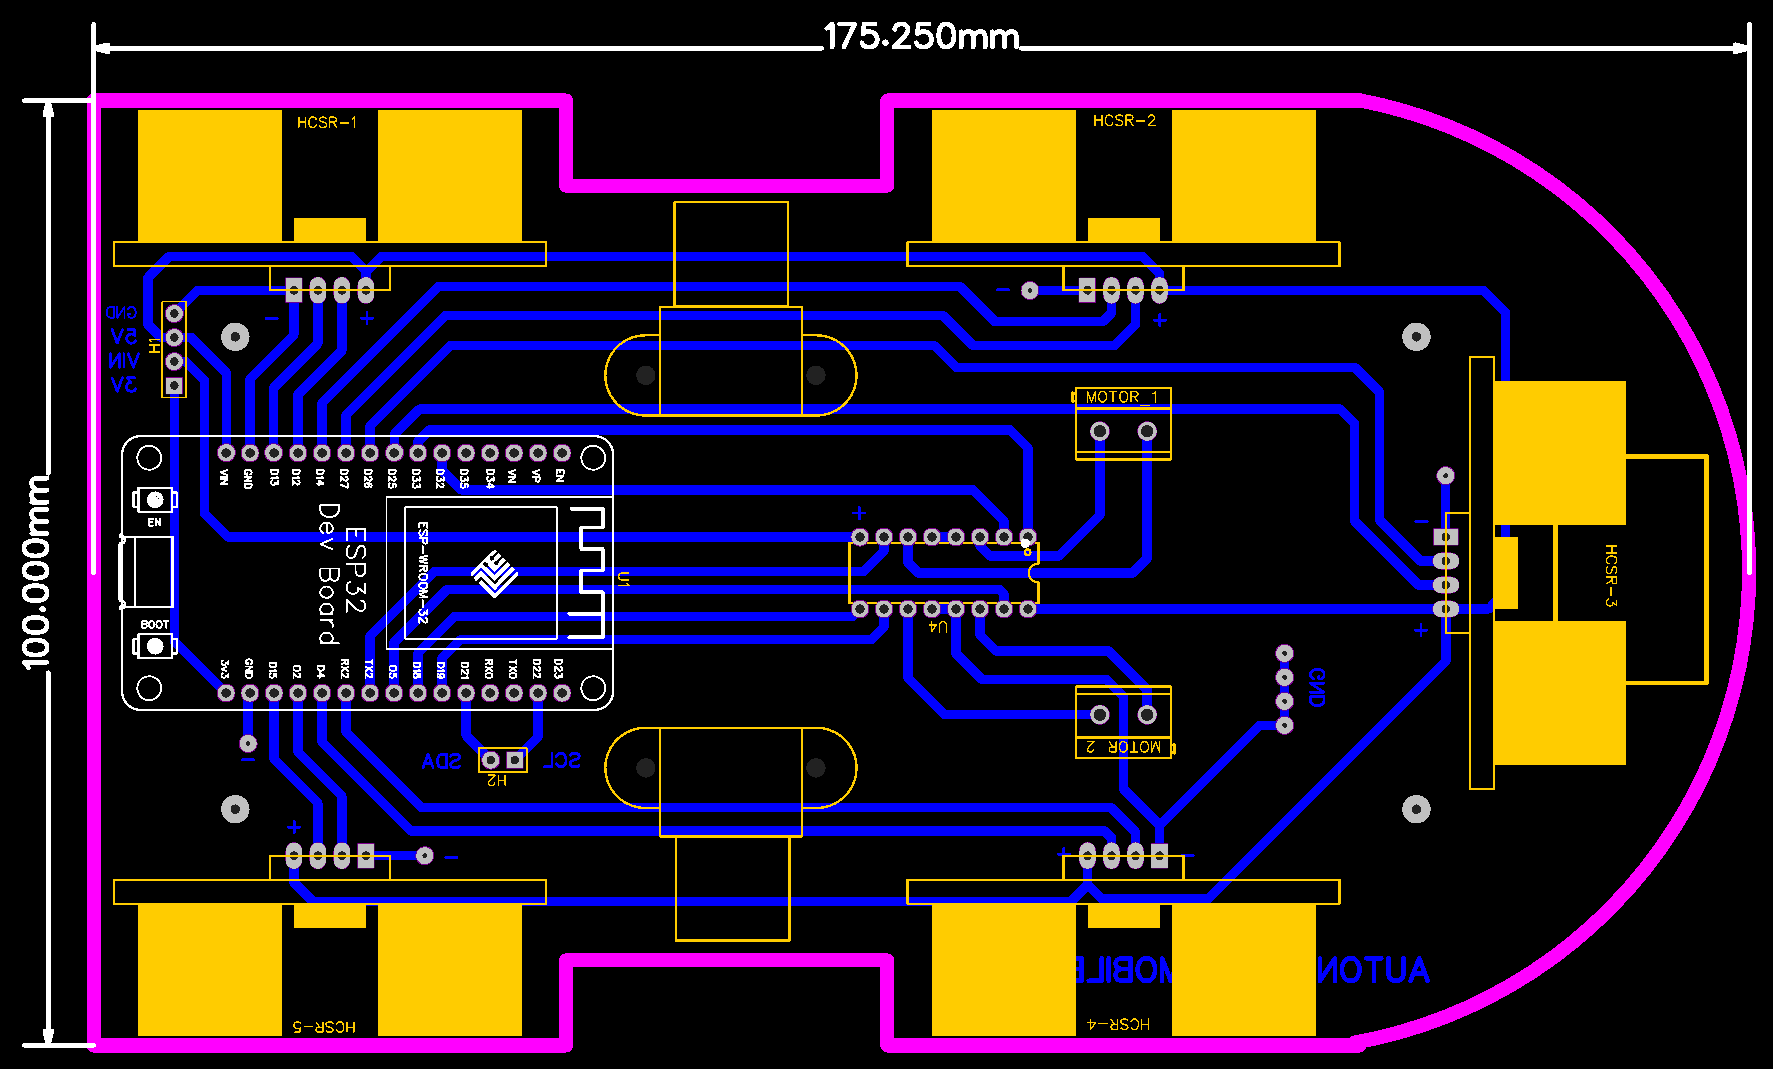 175.250mm
HCSR-1
HCSR-2
GND
5V
VIN
3V
H1
-
+
-
+
MOTOR_1
VIN
GND
D13
D12
D14
D27
D26
D25
D33
D32
D35
D34
VN
VP
EN
EN
+
ESP32
Dev Board
ESP-WROOM-32
U1
HCSR-3
-
+
100.000mm
BOOT
U4
3v3
GND
D15
D2
D4
RX2
TX2
D5
D18
D19
D21
RX0
TX0
D22
D23
GND
MOTOR 2
-
SDA
SCL
H2
+
-
+
-
AUTON
MOBILE
HCSR-5
HCSR-4